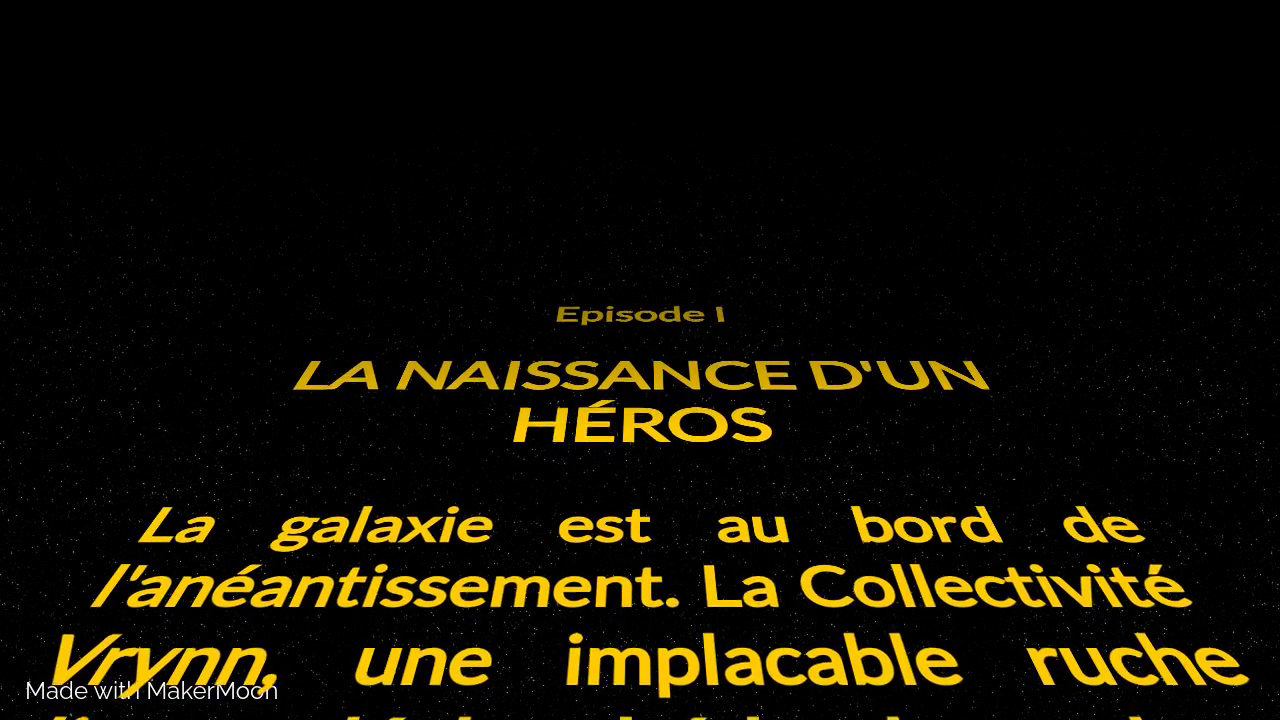 Episode I
LA NAISSANCE D'UN
HÉROS
La galaxie est au bord de
l'anéantissement. La Collectivité
Vrynn, une implacable ruche
Made with MakerMoon